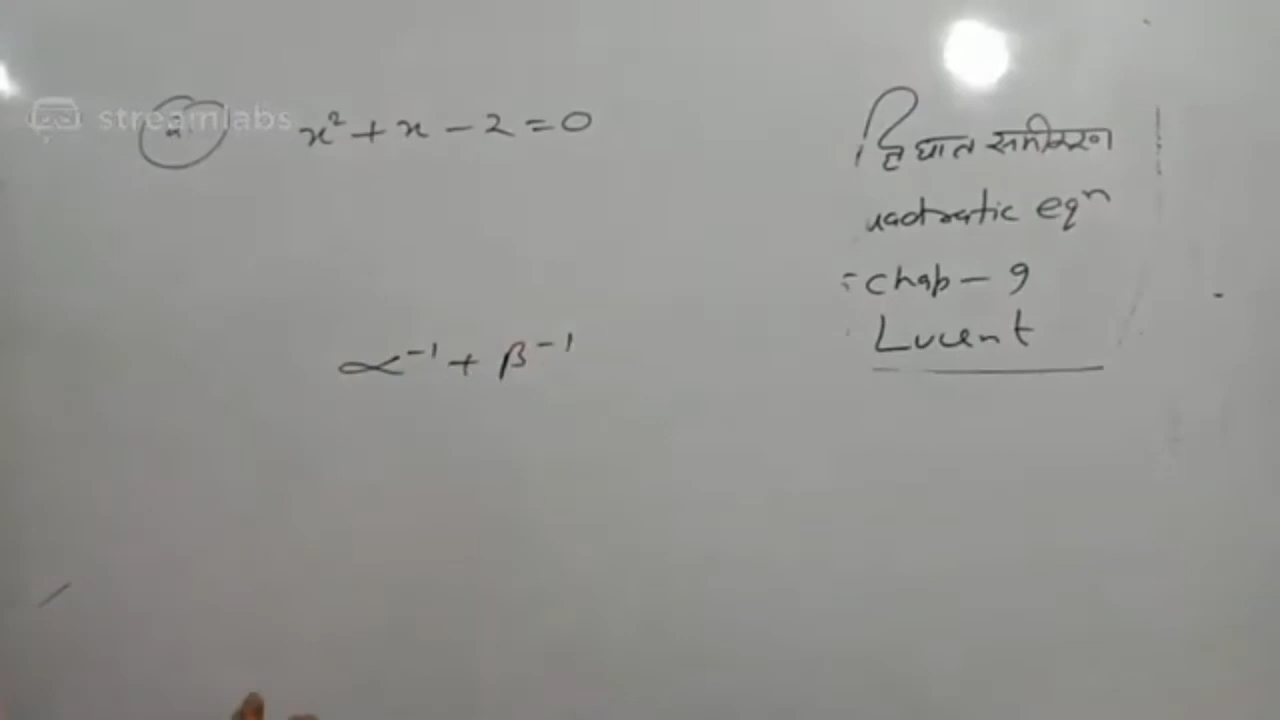 streamlabs
x² + x - 2 = 0
α⁻¹ + β⁻¹
द्विघात समीकरण
uadratic eqⁿ
chap - 9
Lucent